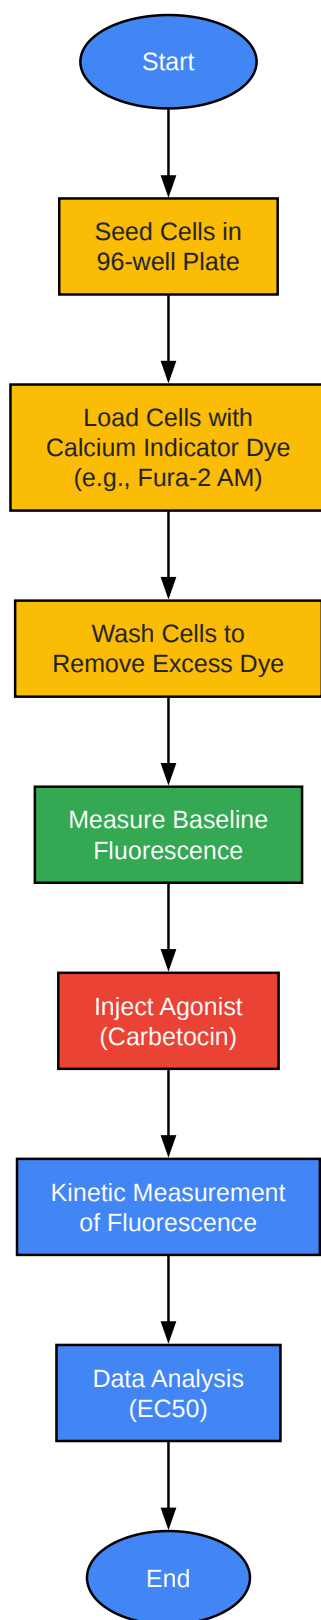 Start
Seed Cells in
96-well Plate
Load Cells with
Calcium Indicator Dye
(e.g., Fura-2 AM)
Wash Cells to
Remove Excess Dye
Measure Baseline
Fluorescence
Inject Agonist
(Carbetocin)
Kinetic Measurement
of Fluorescence
Data Analysis
(EC50)
End